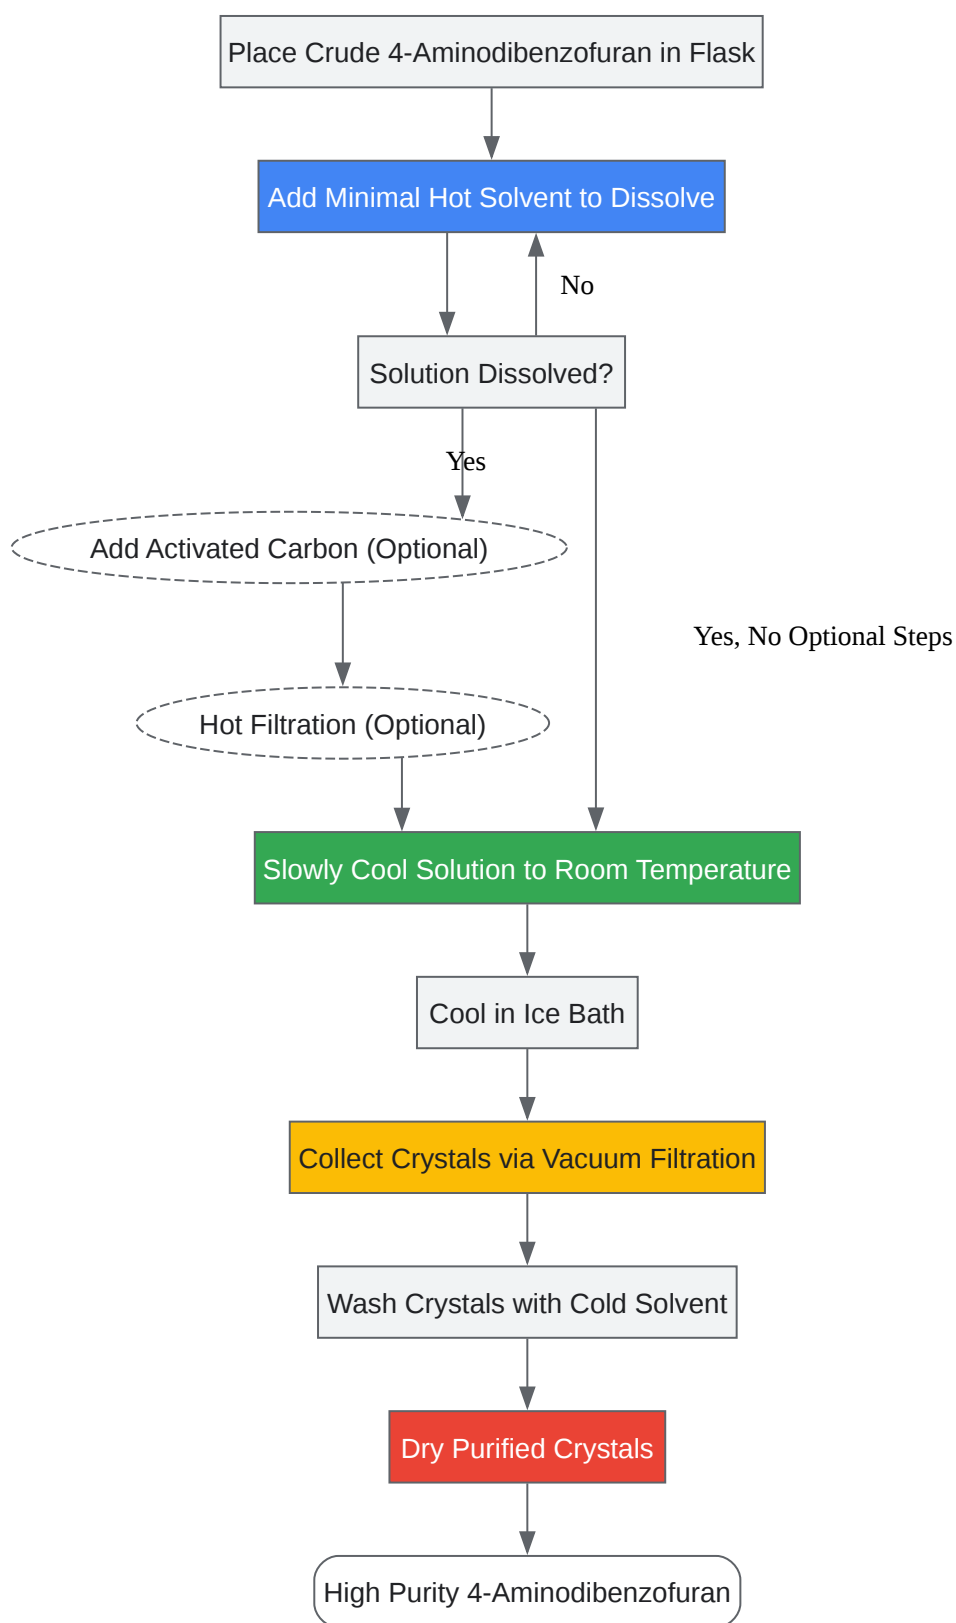 Place Crude 4-Aminodibenzofuran in Flask
Add Minimal Hot Solvent to Dissolve
No
Solution Dissolved?
Yes
Add Activated Carbon (Optional)
Yes, No Optional Steps
Hot Filtration (Optional)
Slowly Cool Solution to Room Temperature
Cool in Ice Bath
Collect Crystals via Vacuum Filtration
Wash Crystals with Cold Solvent
Dry Purified Crystals
High Purity 4-Aminodibenzofuran